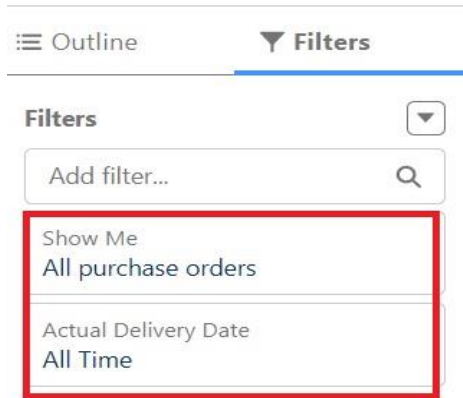 Outline
Filters
Filters
Add filter...
Show Me
All purchase orders
Actual Delivery Date
All Time